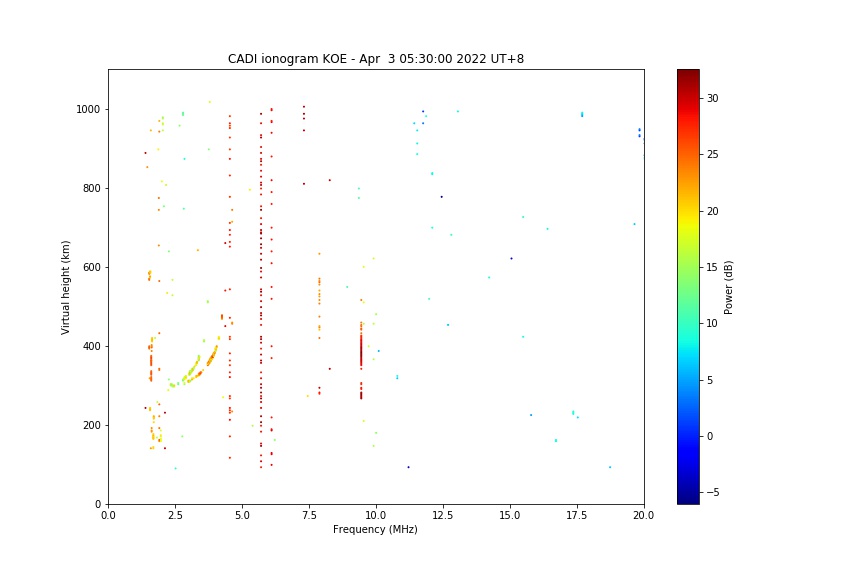 CADI ionogram KOE - Apr  3 05:30:00 2022 UT+8
Virtual height (km)
1000
800
600
400
200
0
0.0 2.5 5.0 7.5 10.0 12.5 15.0 17.5 20.0
Frequency (MHz)
30
25
20
15
10
5
0
−5
Power (dB)